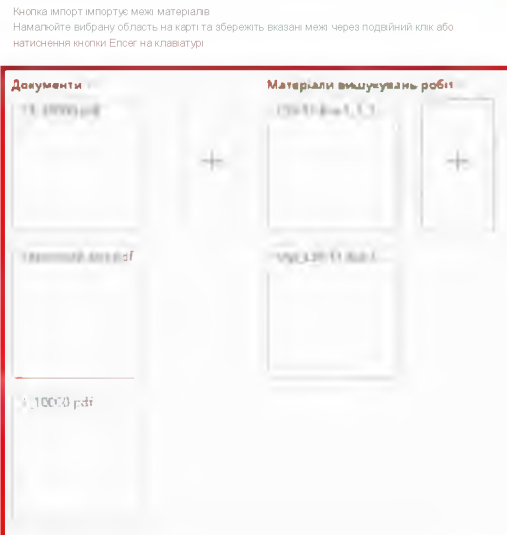 Кнопка імпорт імпортує межі матеріалів
Намалюйте вибрану область на карті та збережіть вказані межі через подвійний клік або
натиснення кнопки Enter на клавіатурі
Документи
Матеріали вишукувань робіт
_10000.pdf